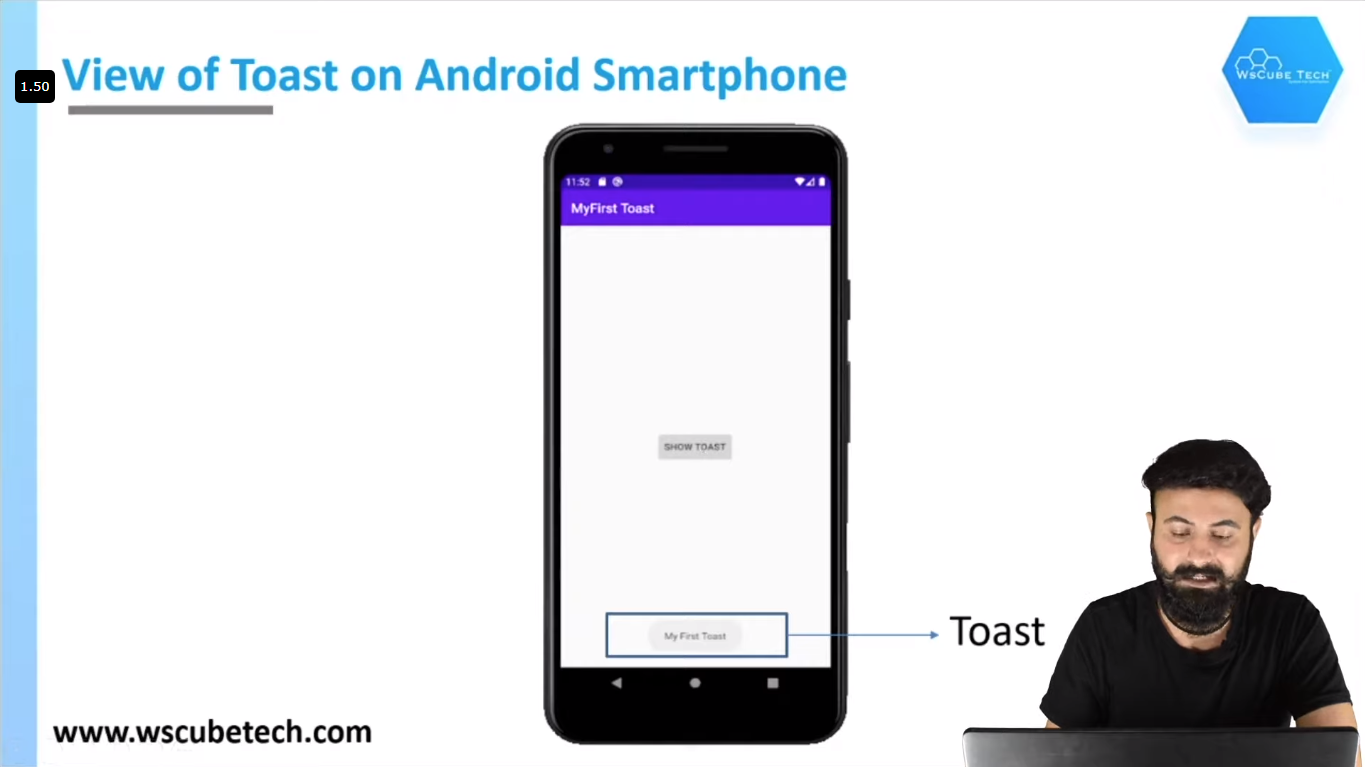 View of Toast on Android Smartphone
1.50
WsCube Tech
11:52
MyFirst Toast
SHOW TOAST
My First Toast
Toast
www.wscubetech.com